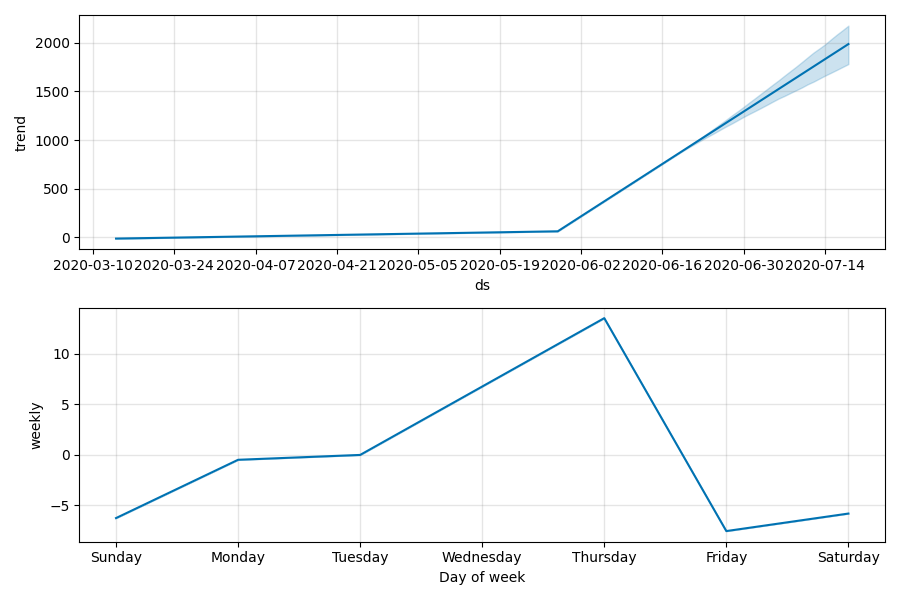 2000
1500
1000
500
0
trend
2020-03-10 2020-03-24 2020-04-07 2020-04-21 2020-05-05 2020-05-19 2020-06-02 2020-06-16 2020-06-30 2020-07-14
ds
10
5
0
−5
weekly
Sunday Monday Tuesday Wednesday Thursday Friday Saturday
Day of week